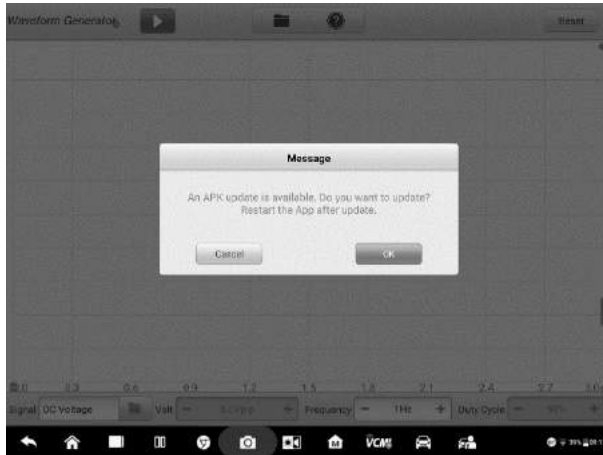 Waveform Generator
Reset
Message
An APK update is available. Do you want to update?
Restart the App after update.
Cancel
OK
0.3 0.6 0.9 1.2 1.5 1.8 2.1 2.4 2.7
Signal DC Voltage Volt Frequency 1Hz Duty Cycle
VCMI